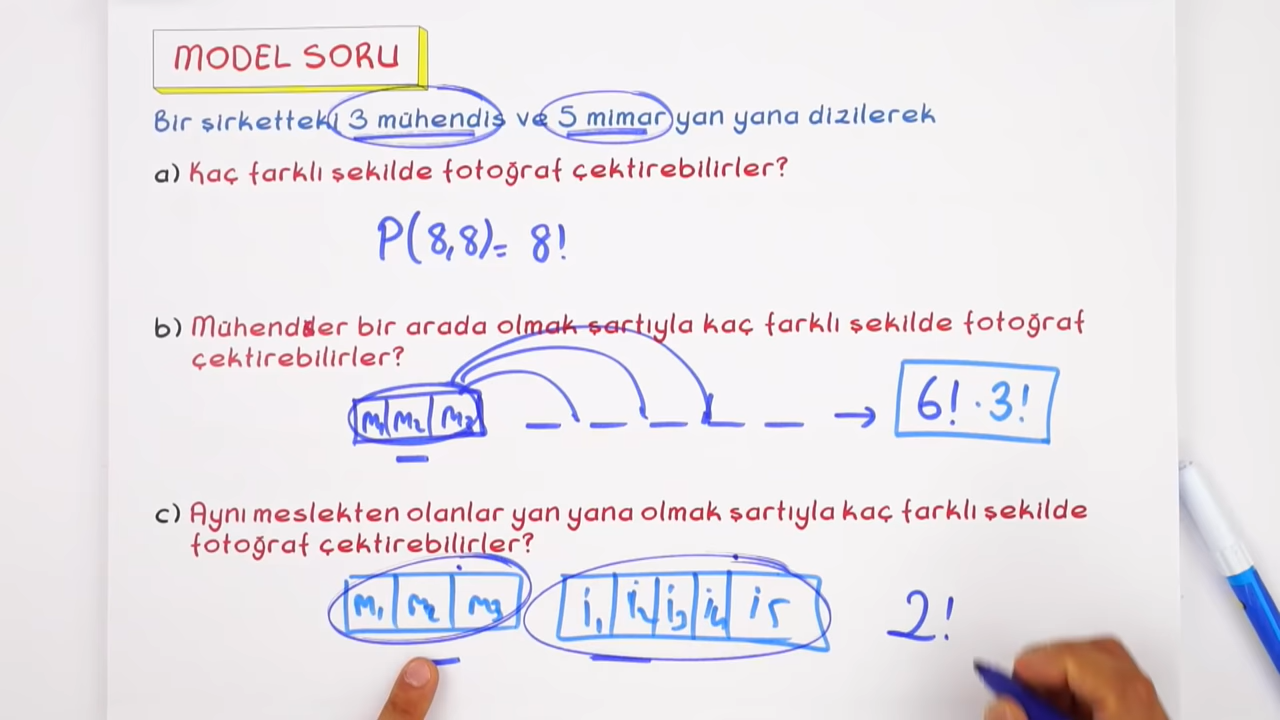 MODEL SORU
Bir şirketteki 3 mühendis ve 5 mimar yan yana dizilerek
a) Kaç farklı şekilde fotoğraf çektirebilirler?
P(8,8)= 8!
b) Mühendisler bir arada olmak şartıyla kaç farklı şekilde fotoğraf
çektirebilirler?
m1 m2 m3 _ _ _ _ _ → 6! · 3!
c) Aynı meslekten olanlar yan yana olmak şartıyla kaç farklı şekilde
fotoğraf çektirebilirler?
m1 m2 m3 i1 i2 i3 i4 i5 2!